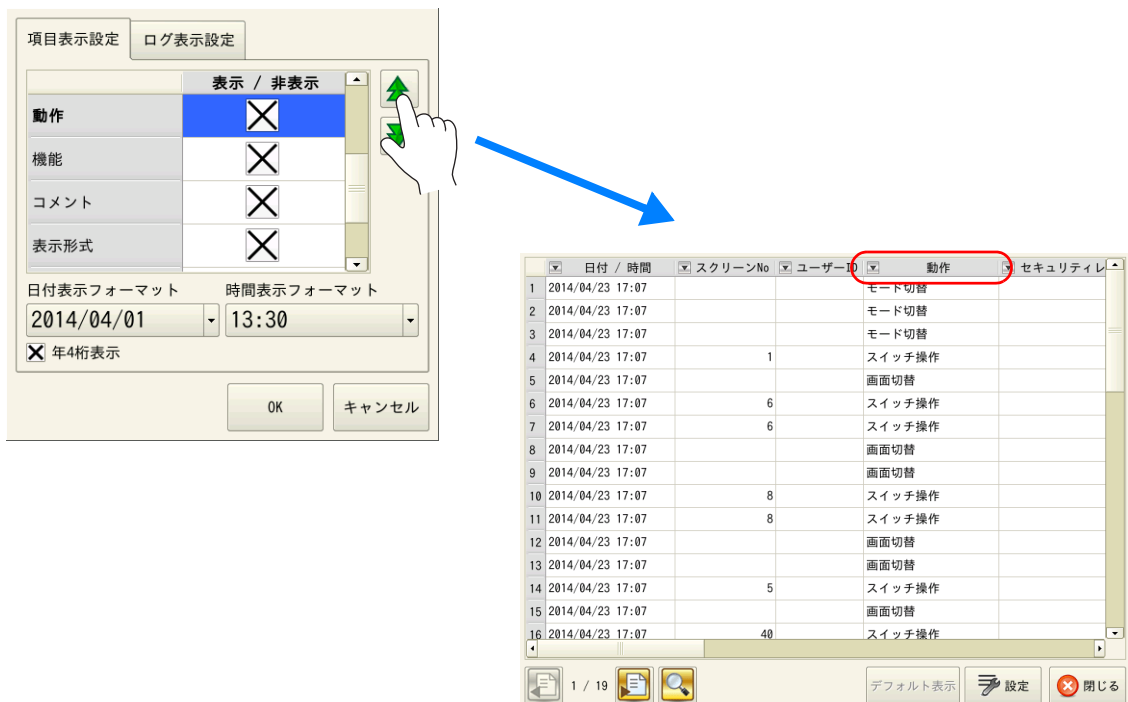 項目表示設定 ログ表示設定
表示 / 非表示
動作
機能
コメント
表示形式
日付表示フォーマット 時間表示フォーマット
2014/04/01 13:30
年4桁表示
OK キャンセル
日付 / 時間 スクリーンNo ユーザーID 動作 セキュリティレ
1 2014/04/23 17:07 モード切替
2 2014/04/23 17:07 モード切替
3 2014/04/23 17:07 モード切替
4 2014/04/23 17:07 1 スイッチ操作
5 2014/04/23 17:07 画面切替
6 2014/04/23 17:07 6 スイッチ操作
7 2014/04/23 17:07 6 スイッチ操作
8 2014/04/23 17:07 画面切替
9 2014/04/23 17:07 画面切替
10 2014/04/23 17:07 8 スイッチ操作
11 2014/04/23 17:07 8 スイッチ操作
12 2014/04/23 17:07 画面切替
13 2014/04/23 17:07 画面切替
14 2014/04/23 17:07 5 スイッチ操作
15 2014/04/23 17:07 画面切替
16 2014/04/23 17:07 40 スイッチ操作
1 / 19 デフォルト表示 設定 閉じる